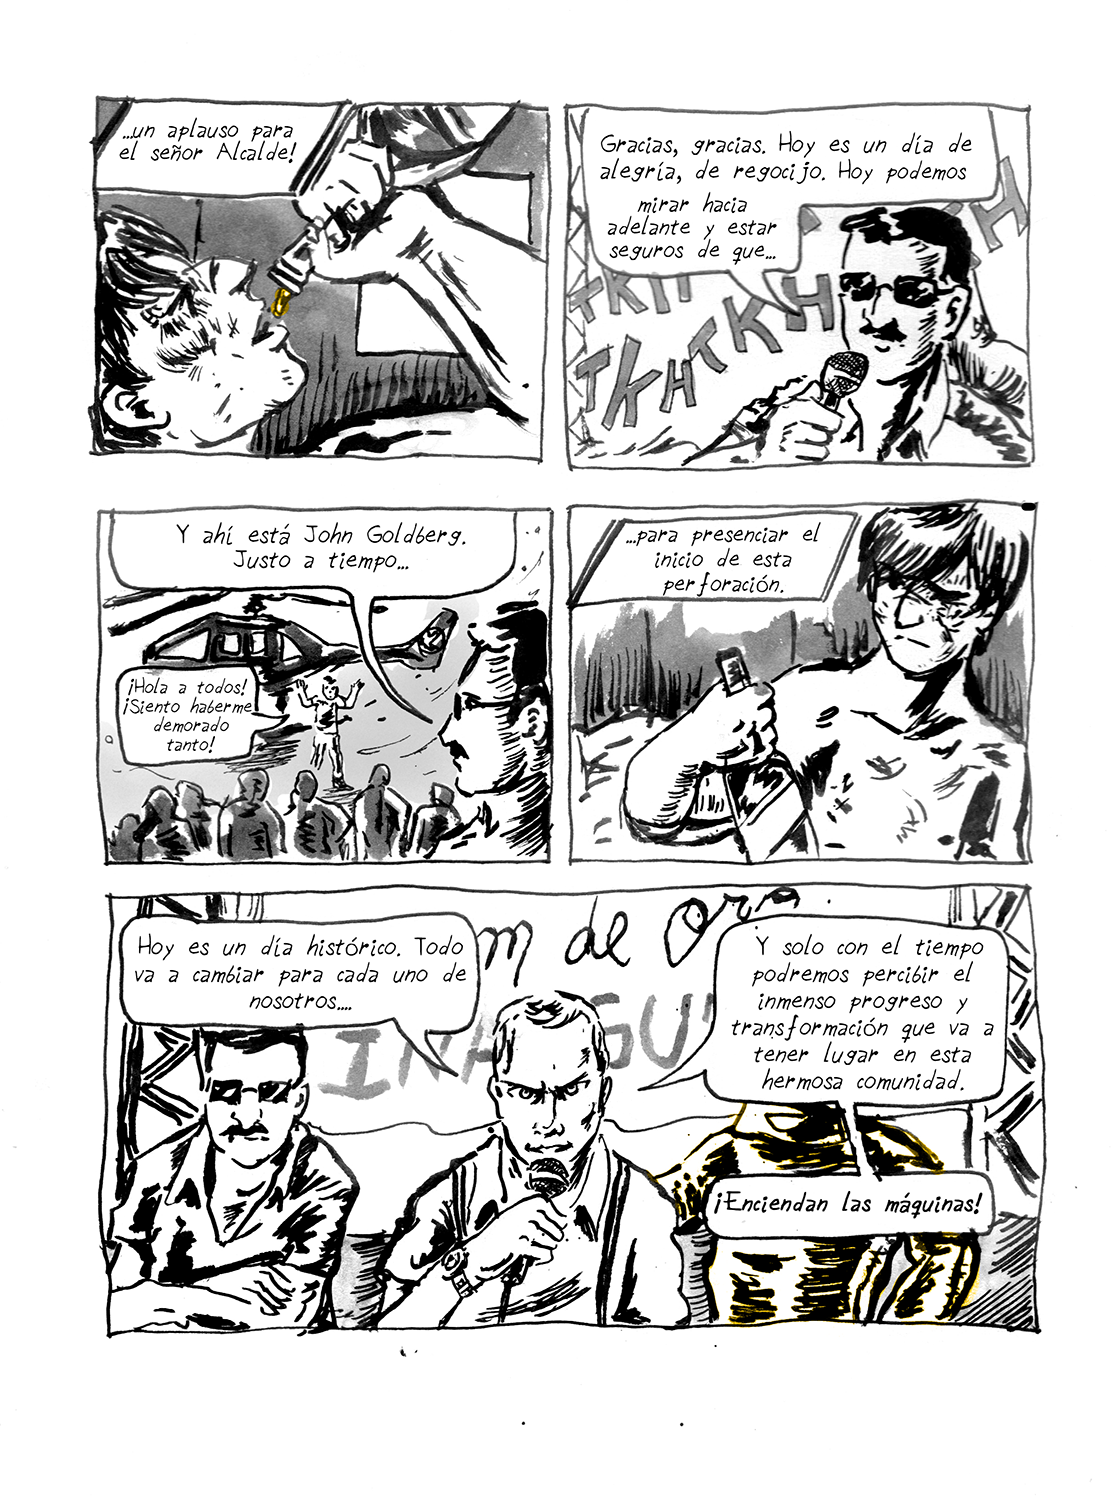 ...un aplauso para
el señor Alcalde!
Gracias, gracias. Hoy es un día de
alegría, de regocijo. Hoy podemos
mirar hacia
adelante y estar
seguros de que...
TKH
TKH
TKH
H
Y ahí está John Goldberg.
Justo a tiempo...
¡Hola a todos!
¡Siento haberme
demorado
tanto!
...para presenciar el
inicio de esta
perforación.
de
Hoy es un día histórico. Todo
va a cambiar para cada uno de
nosotros....
Y solo con el tiempo
podremos percibir el
inmenso progreso y
transformación que va a
tener lugar en esta
hermosa comunidad.
¡Enciendan las máquinas!